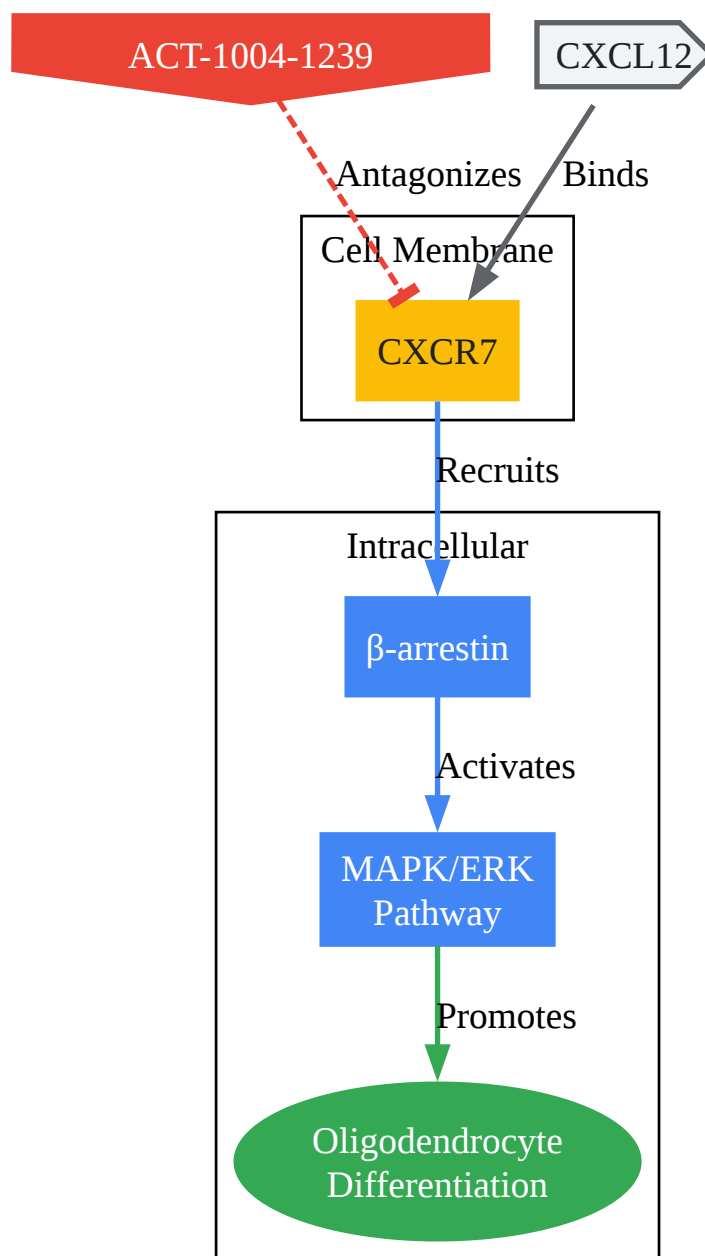 ACT-1004-1239
CXCL12
Antagonizes
Binds
Cell Membrane
CXCR7
Recruits
Intracellular
β-arrestin
Activates
MAPK/ERK
Pathway
Promotes
Oligodendrocyte
Differentiation